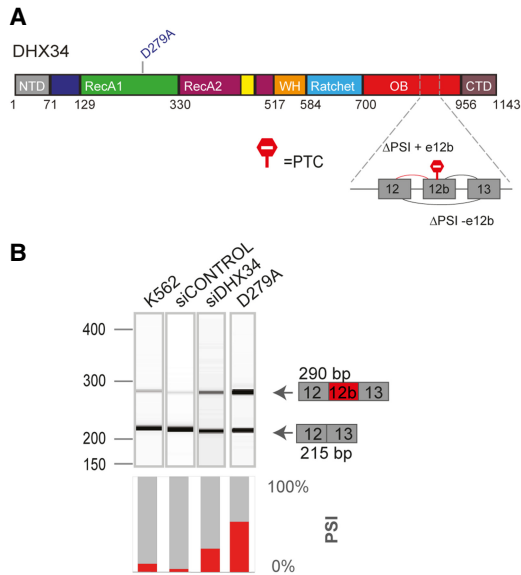 A
DHX34
D279A
NTD RecA1 RecA2 WH Ratchet OB CTD
1 71 129 330 517 584 700 956 1143
=PTC
ΔPSI + e12b
12 12b 13
ΔPSI -e12b
B
K562 siCONTROL siDHX34 D279A
400
300
200
150
290 bp
12 12b 13
12 13
215 bp
100%
0%
PSI